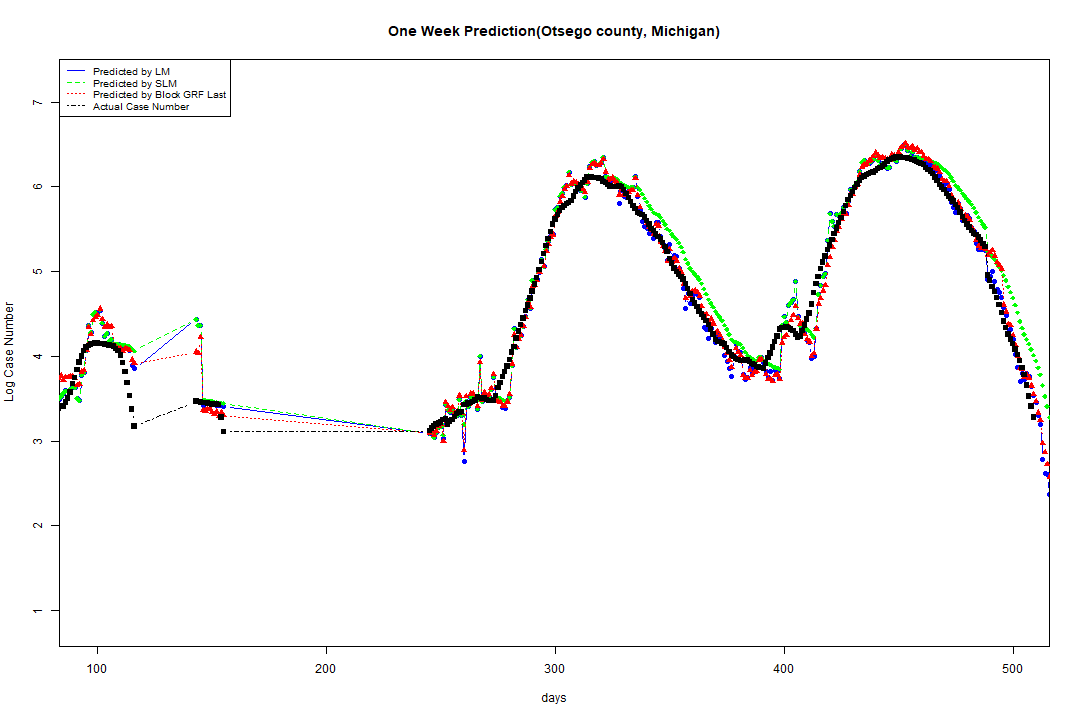 One Week Prediction(Otsego county, Michigan)
Predicted by LM
Predicted by SLM
Predicted by Block GRF Last
Actual Case Number
Log Case Number
7
6
5
4
3
2
1
100 200 300 400 500
days